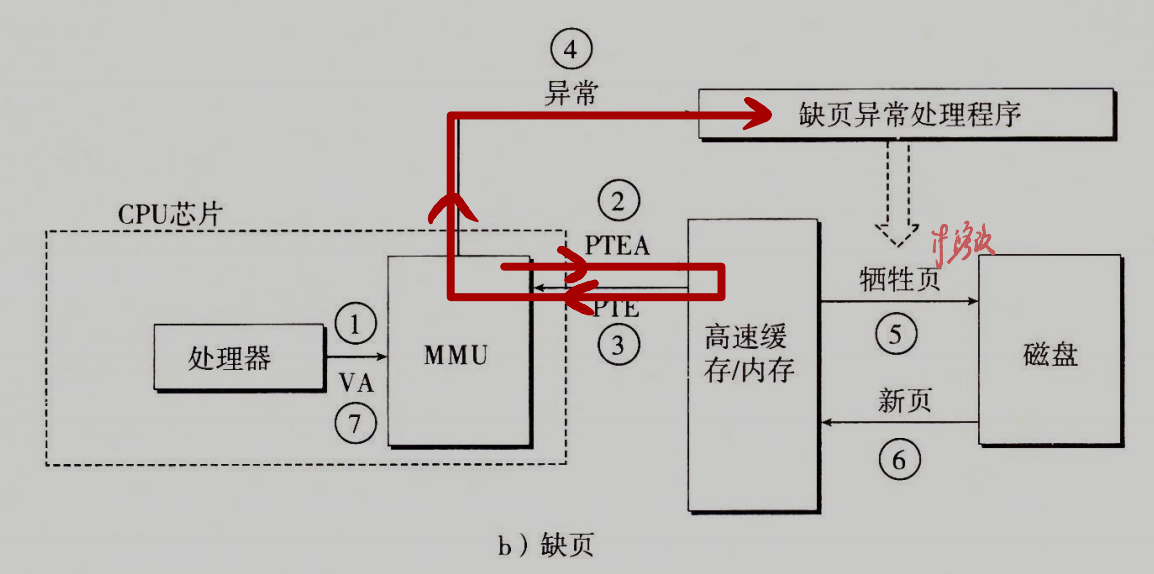 ④
异常
缺页异常处理程序
②
CPU芯片
PTEA
牺牲页
①
PTE
⑤
处理器
MMU
③
高速缓存/内存
磁盘
VA
新页
⑦
⑥
b）缺页